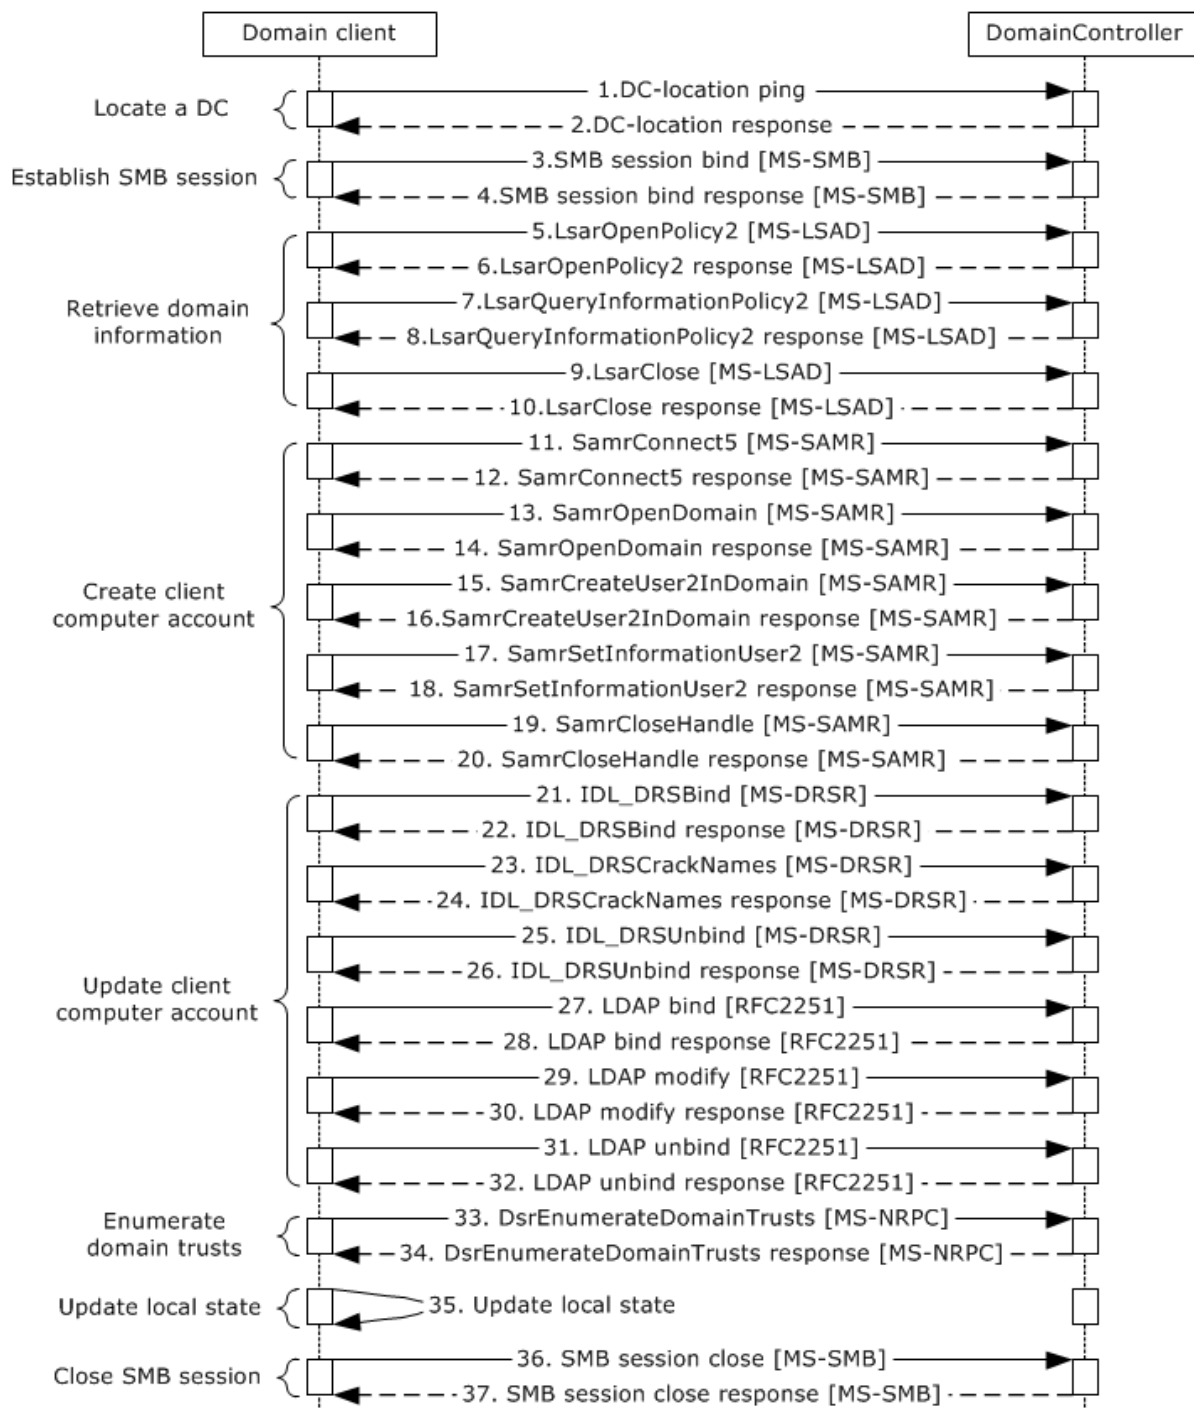 Domain client
DomainController
Locate a DC
1.DC-location ping
2.DC-location response
Establish SMB session
3.SMB session bind [MS-SMB]
4.SMB session bind response [MS-SMB]
Retrieve domain
information
5.LsarOpenPolicy2 [MS-LSAD]
6.LsarOpenPolicy2 response [MS-LSAD]
7.LsarQueryInformationPolicy2 [MS-LSAD]
8.LsarQueryInformationPolicy2 response [MS-LSAD]
9.LsarClose [MS-LSAD]
10.LsarClose response [MS-LSAD]
Create client
computer account
11. SamrConnect5 [MS-SAMR]
12. SamrConnect5 response [MS-SAMR]
13. SamrOpenDomain [MS-SAMR]
14. SamrOpenDomain response [MS-SAMR]
15. SamrCreateUser2InDomain [MS-SAMR]
16.SamrCreateUser2InDomain response [MS-SAMR]
17. SamrSetInformationUser2 [MS-SAMR]
18. SamrSetInformationUser2 response [MS-SAMR]
19. SamrCloseHandle [MS-SAMR]
20. SamrCloseHandle response [MS-SAMR]
Update client
computer account
21. IDL_DRSBind [MS-DRSR]
22. IDL_DRSBind response [MS-DRSR]
23. IDL_DRSCrackNames [MS-DRSR]
24. IDL_DRSCrackNames response [MS-DRSR]
25. IDL_DRSUnbind [MS-DRSR]
26. IDL_DRSUnbind response [MS-DRSR]
27. LDAP bind [RFC2251]
28. LDAP bind response [RFC2251]
29. LDAP modify [RFC2251]
30. LDAP modify response [RFC2251]
31. LDAP unbind [RFC2251]
32. LDAP unbind response [RFC2251]
Enumerate
domain trusts
33. DsrEnumerateDomainTrusts [MS-NRPC]
34. DsrEnumerateDomainTrusts response [MS-NRPC]
Update local state
35. Update local state
Close SMB session
36. SMB session close [MS-SMB]
37. SMB session close response [MS-SMB]